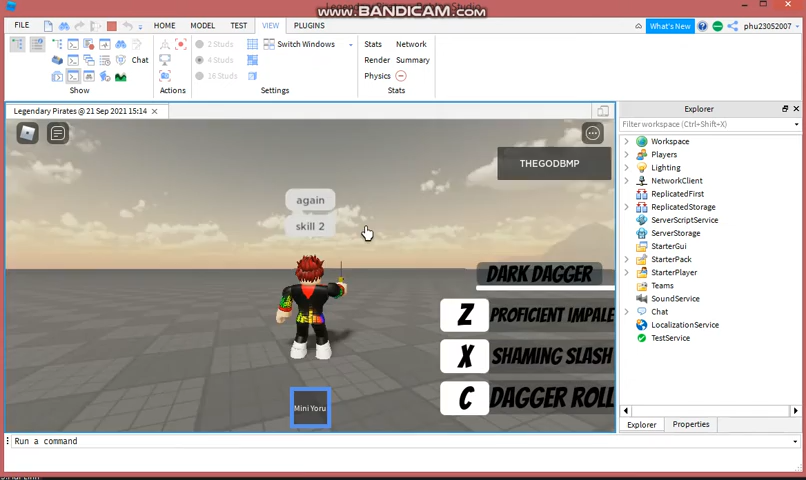 www.BANDICAM.com
FILE
HOME
MODEL
TEST
VIEW
PLUGINS
What's New
phu23052007
Chat
Show
Actions
2 Studs
4 Studs
16 Studs
Settings
Switch Windows
Stats
Network
Render
Summary
Physics
Stats
Legendary Pirates @ 21 Sep 2021 15:14
THEGODBMP
again
skill 2
DARK DAGGER
Z PROFICIENT IMPALE
X SHAMING SLASH
C DAGGER ROLL
Mini Yoru
Explorer
Filter workspace (Ctrl+Shift+X)
Workspace
Players
Lighting
NetworkClient
ReplicatedFirst
ReplicatedStorage
ServerScriptService
ServerStorage
StarterGui
StarterPack
StarterPlayer
Teams
SoundService
Chat
LocalizationService
TestService
Explorer
Properties
Run a command